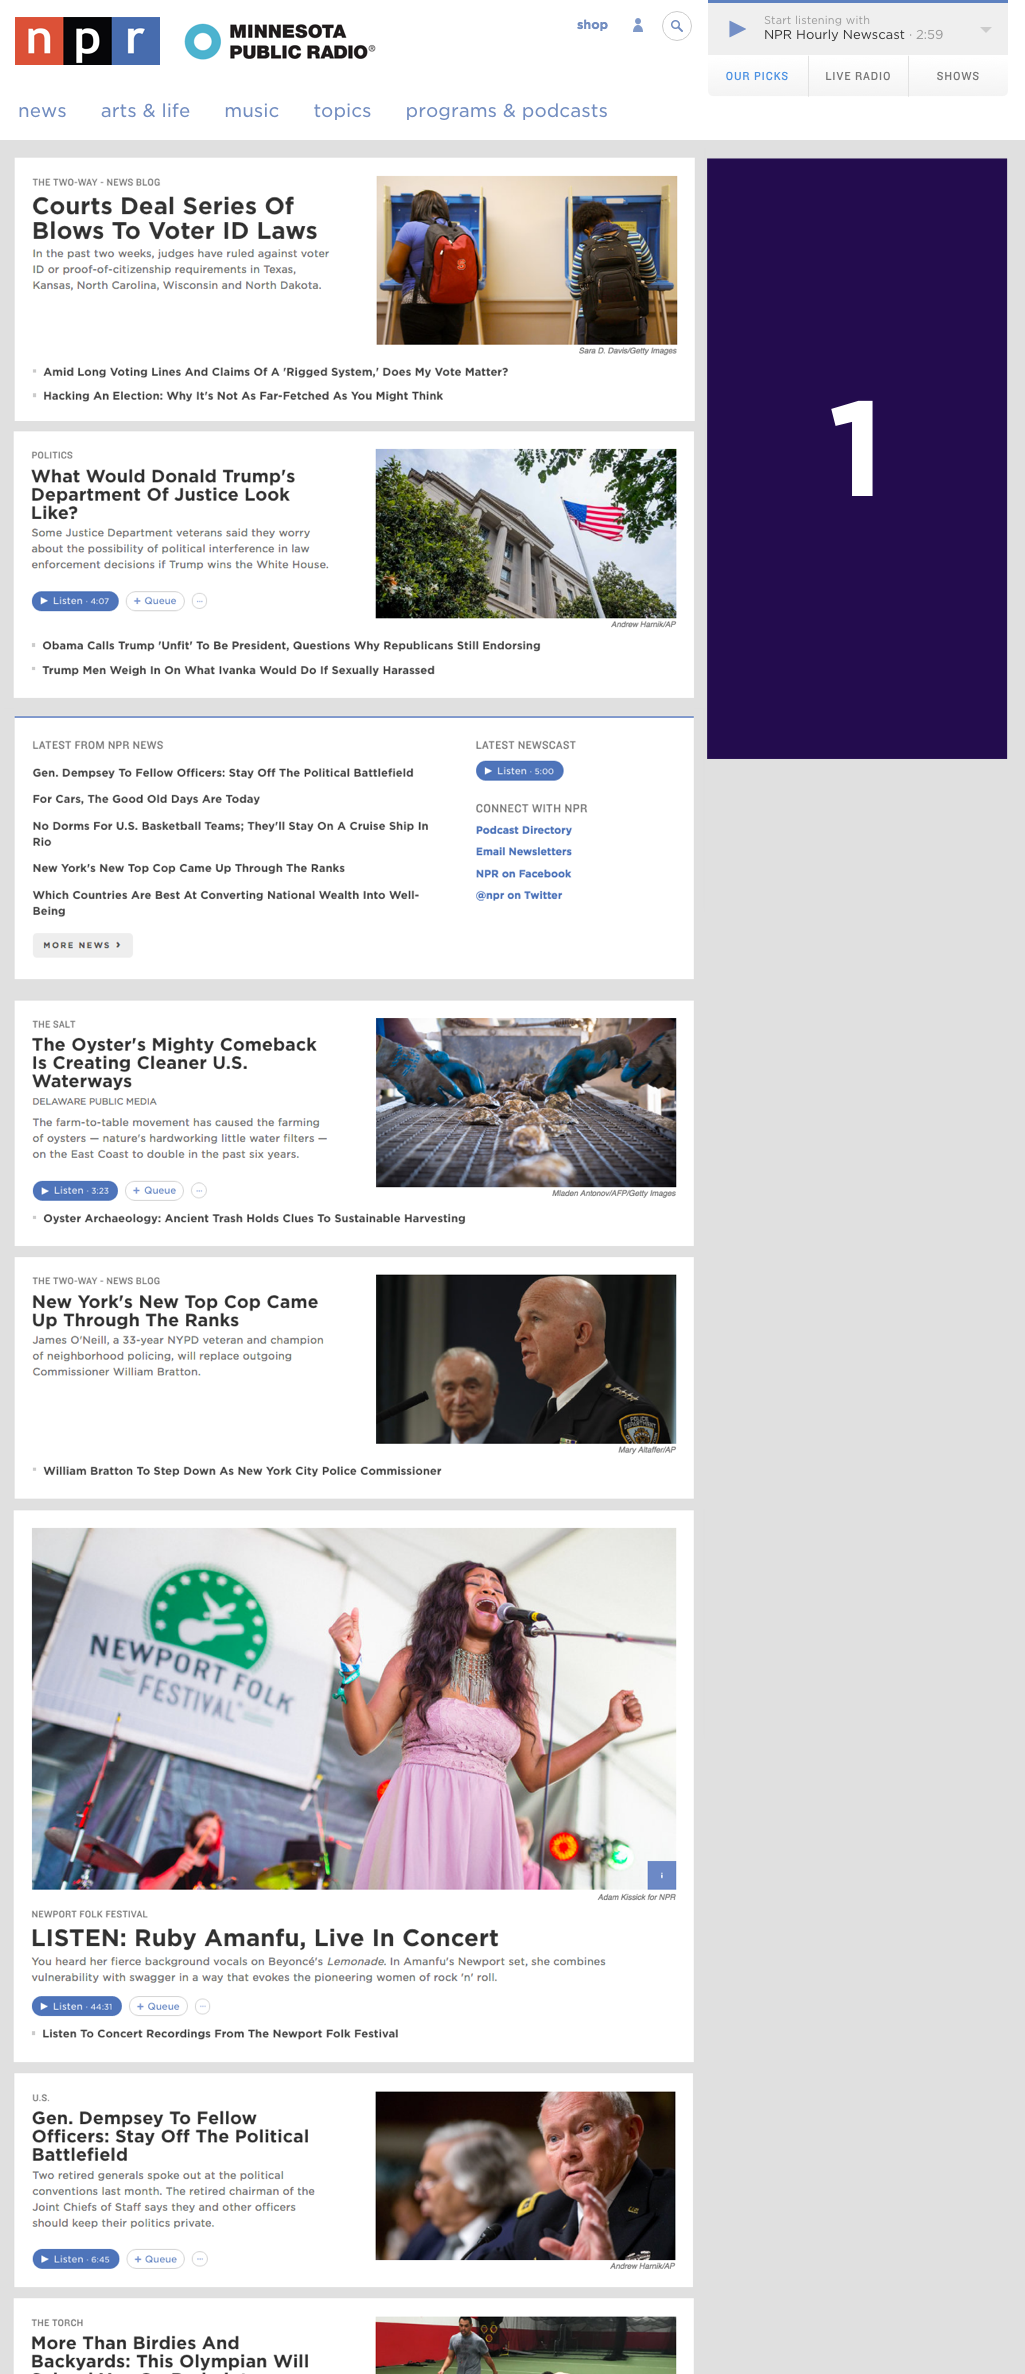 npr
MINNESOTA
PUBLIC RADIO®
shop
Start listening with
NPR Hourly Newscast · 2:59
OUR PICKS
LIVE RADIO
SHOWS
news
arts & life
music
topics
programs & podcasts
THE TWO-WAY - NEWS BLOG
Courts Deal Series Of
Blows To Voter ID Laws
In the past two weeks, judges have ruled against voter
ID or proof-of-citizenship requirements in Texas,
Kansas, North Carolina, Wisconsin and North Dakota.
Sara D. Davis/Getty Images
Amid Long Voting Lines And Claims Of A 'Rigged System,' Does My Vote Matter?
Hacking An Election: Why It's Not As Far-Fetched As You Might Think
1
POLITICS
What Would Donald Trump's
Department Of Justice Look
Like?
Some Justice Department veterans said they worry
about the possibility of political interference in law
enforcement decisions if Trump wins the White House.
Listen · 4:07
+ Queue
Andrew Harnik/AP
Obama Calls Trump 'Unfit' To Be President, Questions Why Republicans Still Endorsing
Trump Men Weigh In On What Ivanka Would Do If Sexually Harassed
LATEST FROM NPR NEWS
Gen. Dempsey To Fellow Officers: Stay Off The Political Battlefield
For Cars, The Good Old Days Are Today
No Dorms For U.S. Basketball Teams; They'll Stay On A Cruise Ship In
Rio
New York's New Top Cop Came Up Through The Ranks
Which Countries Are Best At Converting National Wealth Into Well-
Being
MORE NEWS ›
LATEST NEWSCAST
Listen · 5:00
CONNECT WITH NPR
Podcast Directory
Email Newsletters
NPR on Facebook
@npr on Twitter
THE SALT
The Oyster's Mighty Comeback
Is Creating Cleaner U.S.
Waterways
DELAWARE PUBLIC MEDIA
The farm-to-table movement has caused the farming
of oysters — nature's hardworking little water filters —
on the East Coast to double in the past six years.
Listen · 3:23
+ Queue
Mladen Antonov/AFP/Getty Images
Oyster Archaeology: Ancient Trash Holds Clues To Sustainable Harvesting
THE TWO-WAY - NEWS BLOG
New York's New Top Cop Came
Up Through The Ranks
James O'Neill, a 33-year NYPD veteran and champion
of neighborhood policing, will replace outgoing
Commissioner William Bratton.
POLICE
DEPARTMENT
Mary Altaffer/AP
William Bratton To Step Down As New York City Police Commissioner
NEWPORT FOLK
FESTIVAL
i
Adam Kissick for NPR
NEWPORT FOLK FESTIVAL
LISTEN: Ruby Amanfu, Live In Concert
You heard her fierce background vocals on Beyoncé's Lemonade. In Amanfu's Newport set, she combines
vulnerability with swagger in a way that evokes the pioneering women of rock 'n' roll.
Listen · 44:31
+ Queue
Listen To Concert Recordings From The Newport Folk Festival
U.S.
Gen. Dempsey To Fellow
Officers: Stay Off The Political
Battlefield
Two retired generals spoke out at the political
conventions last month. The retired chairman of the
Joint Chiefs of Staff says they and other officers
should keep their politics private.
Listen · 6:45
+ Queue
Andrew Harnik/AP
THE TORCH
More Than Birdies And
Backyards: This Olympian Will